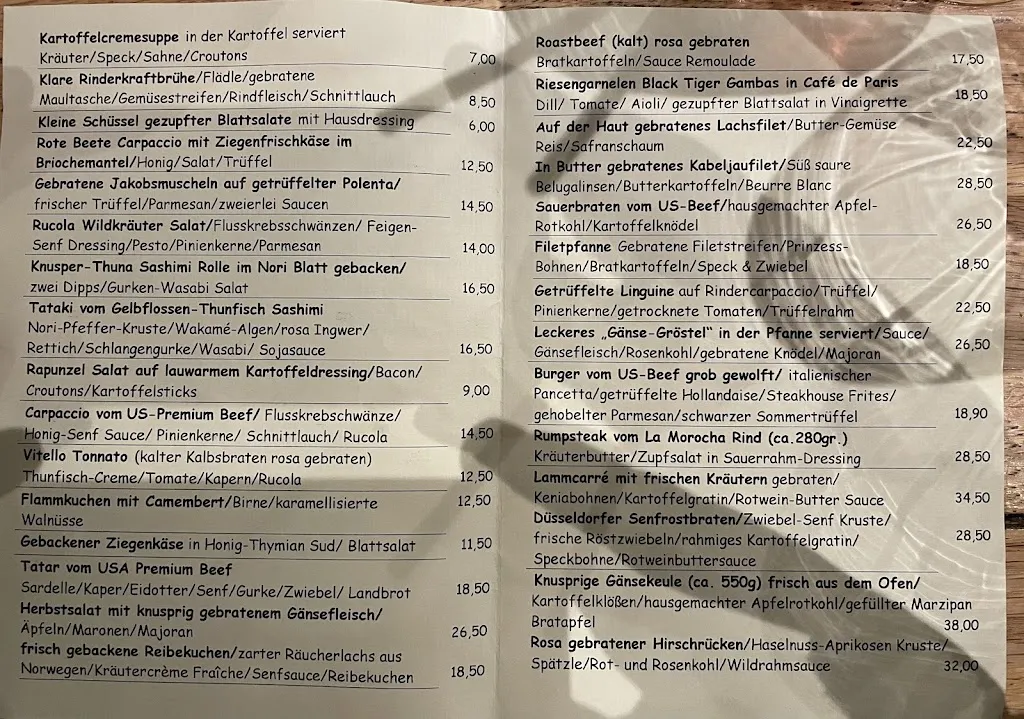 Kartoffelcremesuppe in der Kartoffel serviert
Kräuter/Speck/Sahne/Croutons 7,00
Klare Rinderkraftbrühe/Flädle/gebratene
Maultasche/Gemüsestreifen/Rindfleisch/Schnittlauch 8,50
Kleine Schüssel gezupfter Blattsalate mit Hausdressing 6,00
Rote Beete Carpaccio mit Ziegenfrischkäse im
Briochemantel/Honig/Salat/Trüffel 12,50
Gebratene Jakobsmuscheln auf getrüffelter Polenta/
frischer Trüffel/Parmesan/zweierlei Saucen 14,50
Rucola Wildkräuter Salat/Flusskrebsschwänzen/ Feigen-
Senf Dressing/Pesto/Pinienkerne/Parmesan 14,00
Knusper-Thuna Sashimi Rolle im Nori Blatt gebacken/
zwei Dipps/Gurken-Wasabi Salat 16,50
Tataki vom Gelbflossen-Thunfisch Sashimi
Nori-Pfeffer-Kruste/Wakamé-Algen/rosa Ingwer/
Rettich/Schlangengurke/Wasabi/ Sojasauce 16,50
Rapunzel Salat auf lauwarmem Kartoffeldressing/Bacon/
Croutons/Kartoffelsticks 9,00
Carpaccio vom US-Premium Beef/ Flusskrebschwänze/
Honig-Senf Sauce/ Pinienkerne/ Schnittlauch/ Rucola 14,50
Vitello Tonnato (kalter Kalbsbraten rosa gebraten)
Thunfisch-Creme/Tomate/Kapern/Rucola 12,50
Flammkuchen mit Camembert/Birne/karamellisierte 12,50
Walnüsse
Gebackener Ziegenkäse in Honig-Thymian Sud/ Blattsalat 11,50
Tatar vom USA Premium Beef
Sardelle/Kaper/Eidotter/Senf/Gurke/Zwiebel/ Landbrot 18,50
Herbstsalat mit knusprig gebratenem Gänsefleisch/
Äpfeln/Maronen/Majoran 26,50
frisch gebackene Reibekuchen/zarter Räucherlachs aus
Norwegen/Kräutercrème Fraîche/Senfsauce/Reibekuchen 18,50
Roastbeef (kalt) rosa gebraten
Bratkartoffeln/Sauce Remoulade 17,50
Riesengarnelen Black Tiger Gambas in Café de Paris
Dill/ Tomate/ Aioli/ gezupfter Blattsalat in Vinaigrette 18,50
Auf der Haut gebratenes Lachsfilet/Butter-Gemüse
Reis/Safranschaum 22,50
In Butter gebratenes Kabeljaufilet/Süß saure
Belugalinsen/Butterkartoffeln/Beurre Blanc 28,50
Sauerbraten vom US-Beef/hausgemachter Apfel-
Rotkohl/Kartoffelknödel 26,50
Filetpfanne Gebratene Filetstreifen/Prinzess-
Bohnen/Bratkartoffeln/Speck & Zwiebel 18,50
Getrüffelte Linguine auf Rindercarpaccio/Trüffel/
Pinienkerne/getrocknete Tomaten/Trüffelrahm 22,50
Leckeres „Gänse-Gröstel" in der Pfanne serviert/Sauce/
Gänsefleisch/Rosenkohl/gebratene Knödel/Majoran 26,50
Burger vom US-Beef grob gewolft/ italienischer
Pancetta/getrüffelte Hollandaise/Steakhouse Frites/
gehobelter Parmesan/schwarzer Sommertrüffel 18,90
Rumpsteak vom La Morocha Rind (ca.280gr.)
Kräuterbutter/Zupfsalat in Sauerrahm-Dressing 28,50
Lammcarré mit frischen Kräutern gebraten/
Keniabohnen/Kartoffelgratin/Rotwein-Butter Sauce 34,50
Düsseldorfer Senfrostbraten/Zwiebel-Senf Kruste/
frische Röstzwiebeln/rahmiges Kartoffelgratin/ 28,50
Speckbohne/Rotweinbuttersauce
Knusprige Gänsekeule (ca. 550g) frisch aus dem Ofen/
Kartoffelklößen/hausgemachter Apfelrotkohl/gefüllter Marzipan
Bratapfel 38,00
Rosa gebratener Hirschrücken/Haselnuss-Aprikosen Kruste/
Spätzle/Rot- und Rosenkohl/Wildrahmsauce 32,00